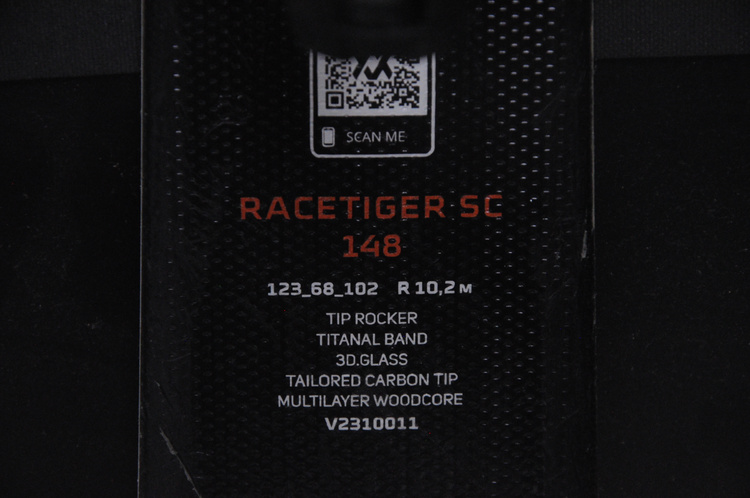 SCAN ME
RACETIGER SC
148
123_68_102 R 10,2 M
TIP ROCKER
TITANAL BAND
3D.GLASS
TAILORED CARBON TIP
MULTILAYER WOODCORE
V2310011